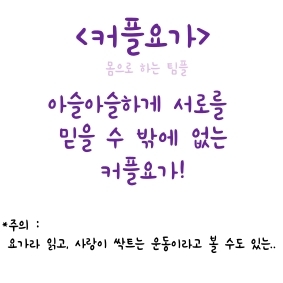 <커플요가>
몸으로 하는 팀플
아슬아슬하게 서로를
믿을 수 밖에 없는
커플요가!
*주의 :
요가라 읽고, 사랑이 싹트는 운동이라고 볼 수도 있는..